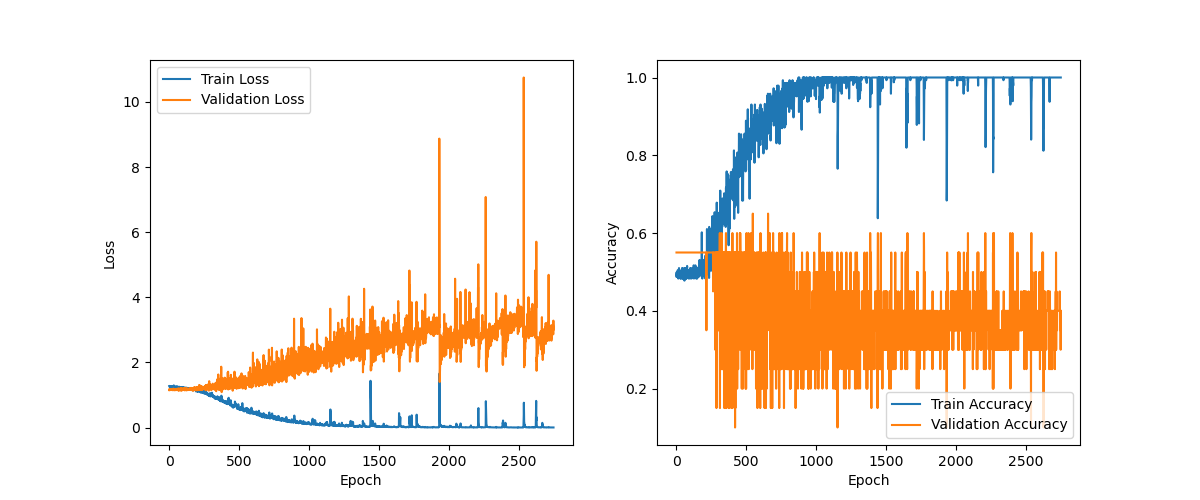 Train Loss
Validation Loss
10
8
6
4
2
0
Loss
0 500 1000 1500 2000 2500
Epoch
1.0
0.8
0.6
0.4
0.2
Accuracy
Train Accuracy
Validation Accuracy
0 500 1000 1500 2000 2500
Epoch